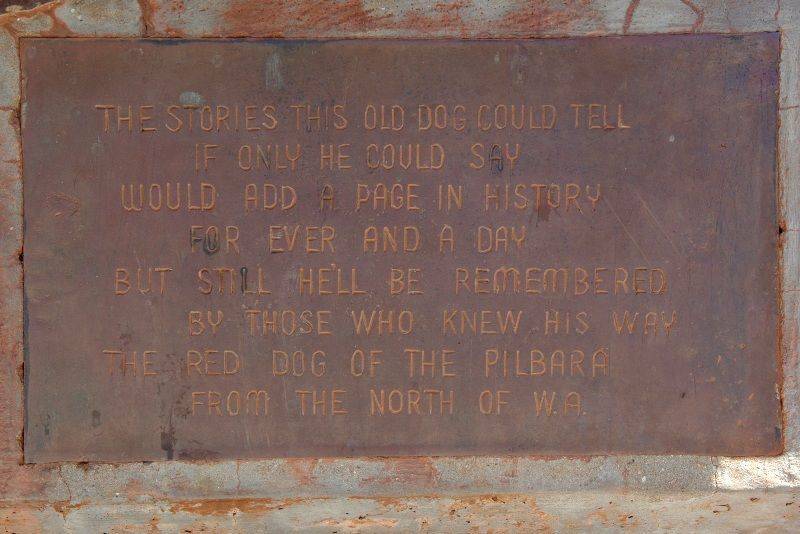 THE STORIES THIS OLD DOG COULD TELL
IF ONLY HE COULD SAY
WOULD ADD A PAGE IN HISTORY
FOR EVER AND A DAY
BUT STILL HE'LL BE REMEMBERED
BY THOSE WHO KNEW HIS WAY
THE RED DOG OF THE PILBARA
FROM THE NORTH OF W.A.